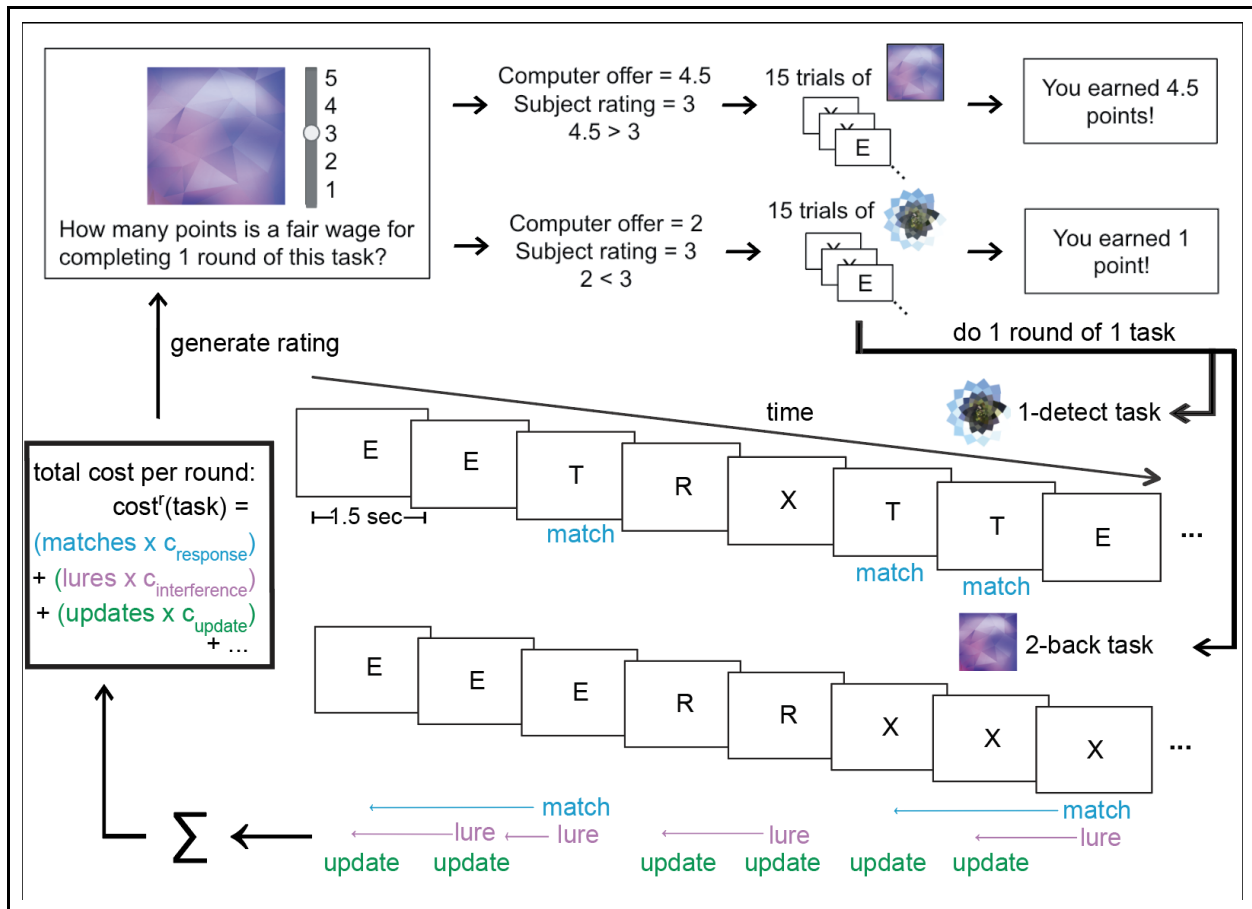 5
4
3
2
1
How many points is a fair wage for
completing 1 round of this task?
Computer offer = 4.5
Subject rating = 3
4.5 > 3
15 trials of
E
You earned 4.5
points!
Computer offer = 2
Subject rating = 3
2 < 3
15 trials of
E
You earned 1
point!
generate rating
do 1 round of 1 task
1-detect task
time
E
E
T
R
X
T
T
E
...
1.5 sec
match
match
match
total cost per round:
costʳ(task) =
(matches x c_response)
+ (lures x c_interference)
+ (updates x c_update)
+ ...
2-back task
E
E
E
R
R
X
X
X
...
match
match
lure
lure
lure
lure
update
update
update
update
update
update
Σ